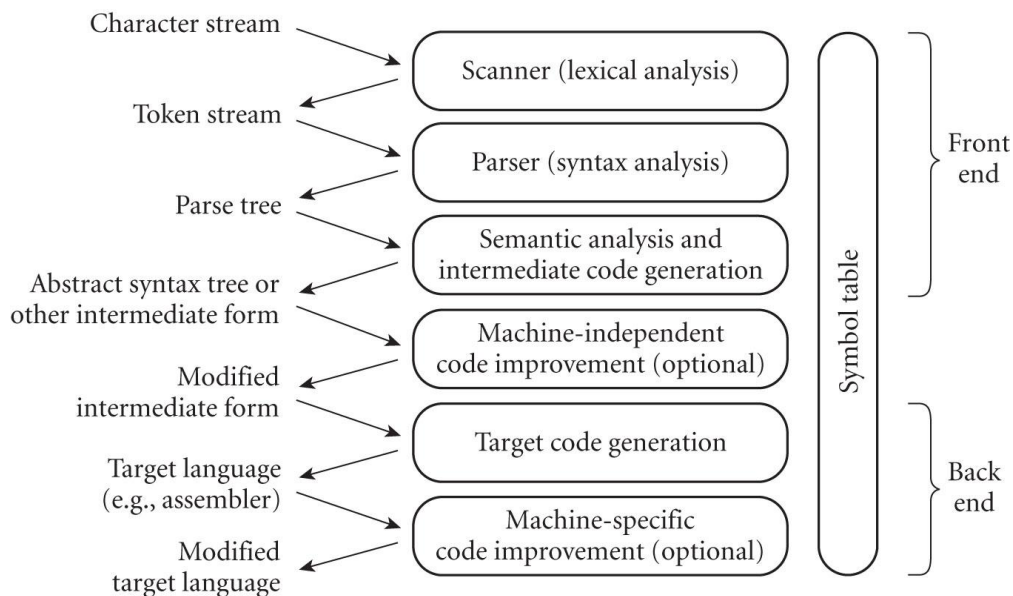 Character stream
Scanner (lexical analysis)
Token stream
Parser (syntax analysis)
Parse tree
Semantic analysis and
intermediate code generation
Abstract syntax tree or
other intermediate form
Machine-independent
code improvement (optional)
Modified
intermediate form
Target code generation
Target language
(e.g., assembler)
Machine-specific
code improvement (optional)
Modified
target language
Symbol table
Front
end
Back
end